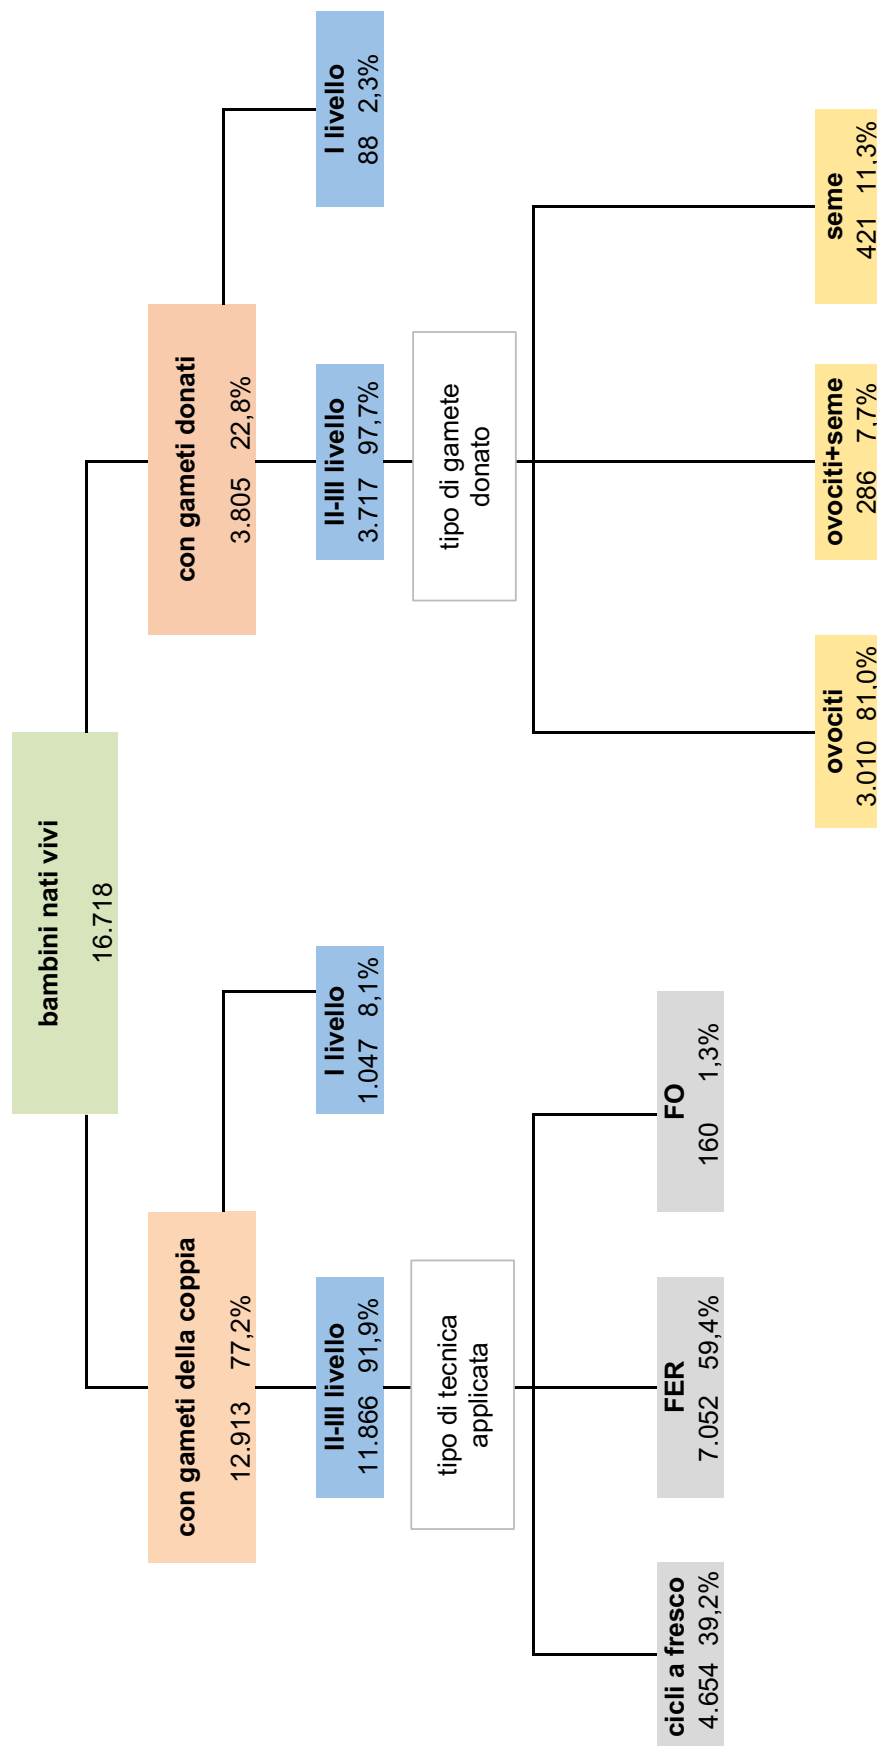 bambini nati vivi
16.718
con gameti della coppia
12.913 77,2%
con gameti donati
3.805 22,8%
II-III livello
11.866 91,9%
I livello
1.047 8,1%
II-III livello
3.717 97,7%
I livello
88 2,3%
tipo di tecnica
applicata
tipo di gamete
donato
cicli a fresco
4.654 39,2%
FER
7.052 59,4%
FO
160 1,3%
ovociti
3.010 81,0%
ovociti+seme
286 7,7%
seme
421 11,3%